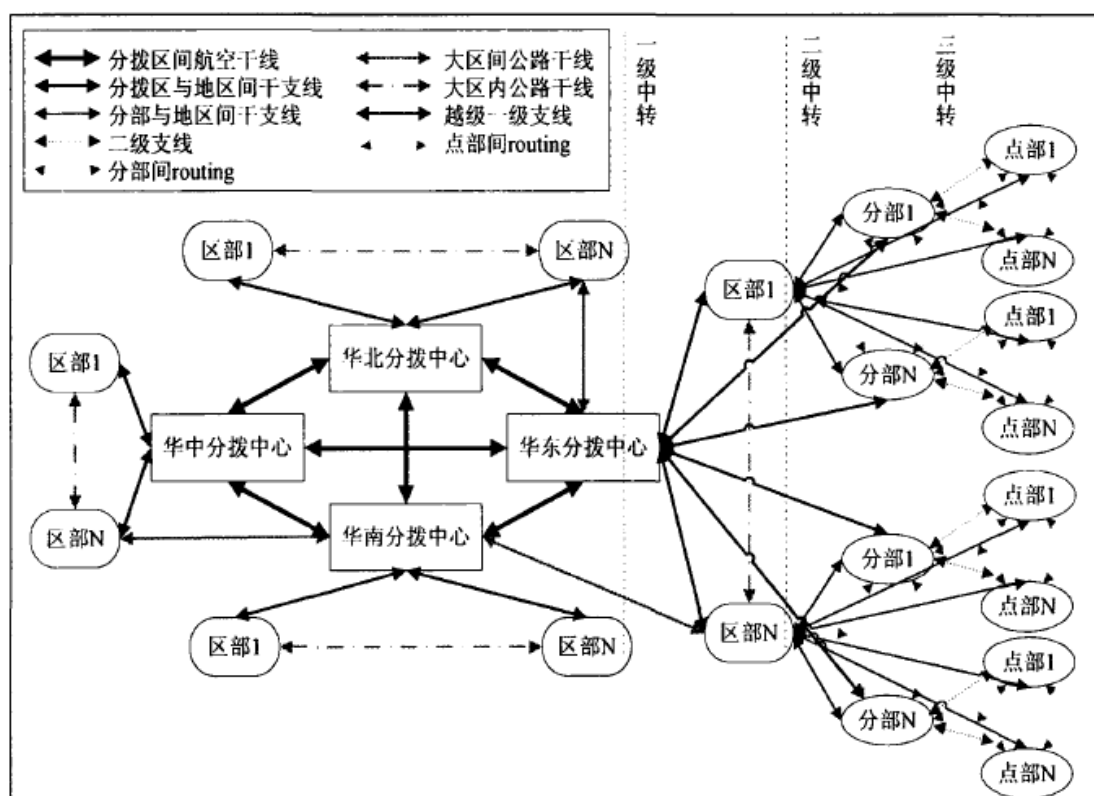 分拨区间航空干线
分拨区与地区间干支线
分部与地区间干支线
二级支线
分部间routing
大区间公路干线
大区内公路干线
越级一级支线
点部间routing
一级中转
二级中转
三级中转
区部1
区部N
华北分拨中心
区部1
华中分拨中心
华东分拨中心
区部N
华南分拨中心
区部1
区部N
区部1
区部N
分部1
分部N
分部1
分部N
点部1
点部N
点部1
点部N
点部1
点部N
点部1
点部N